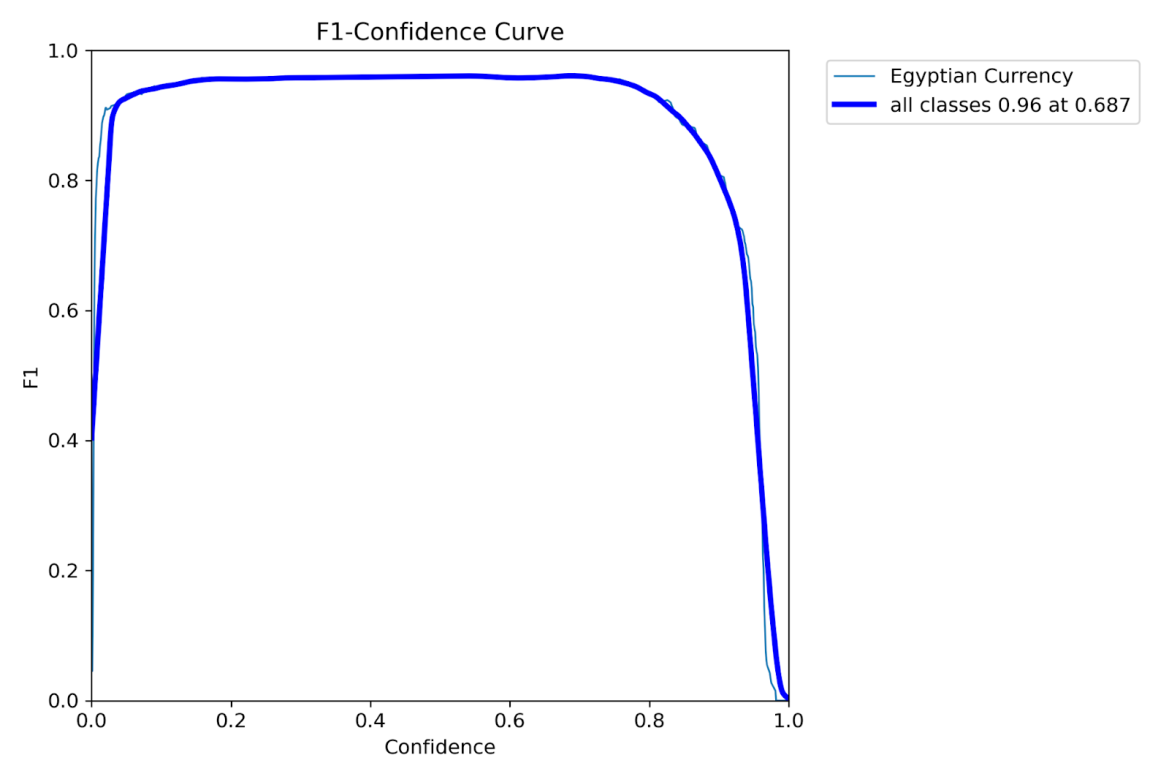 F1-Confidence Curve
1.0
0.8
0.6
0.4
0.2
0.0
F1
0.0 0.2 0.4 0.6 0.8 1.0
Confidence
Egyptian Currency
all classes 0.96 at 0.687